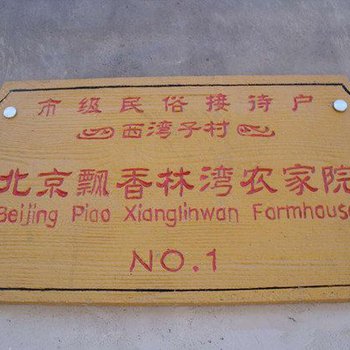 市级民俗接待户
西湾子村
北京飘香林湾农家院
Beijing Piao Xianglinwan Farmhouse
NO.1